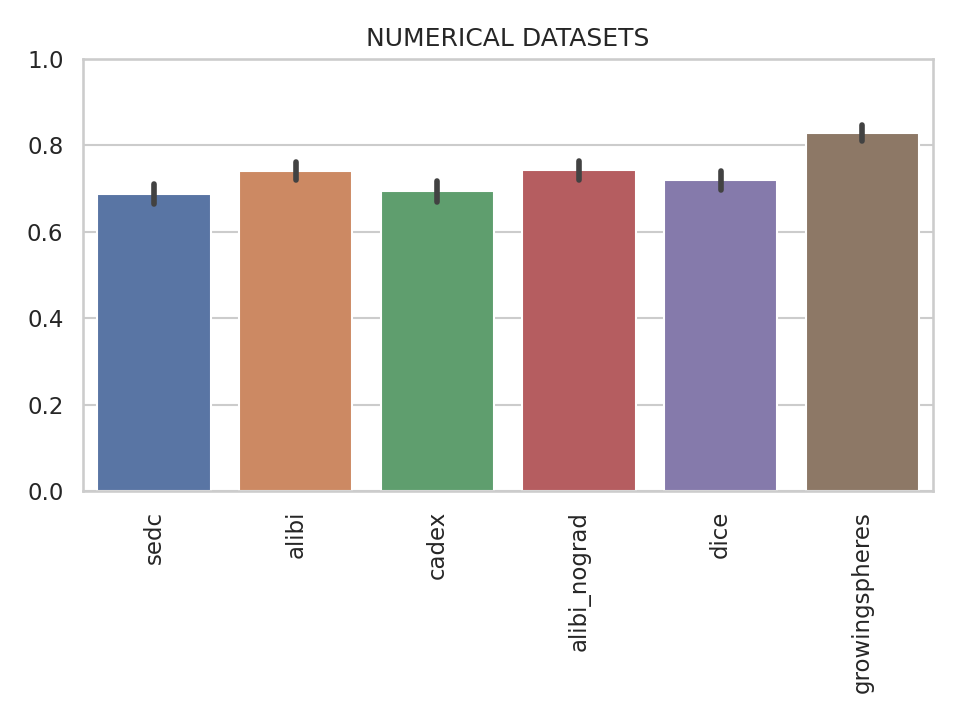 NUMERICAL DATASETS
1.0
0.8
0.6
0.4
0.2
0.0
sedc
alibi
cadex
alibi_nograd
dice
growingspheres